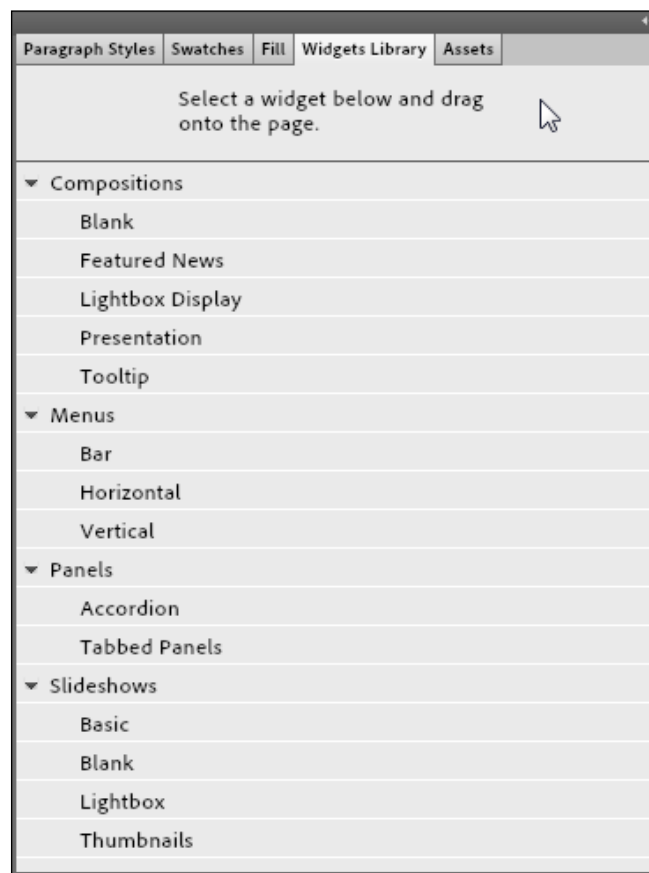 Paragraph Styles Swatches Fill Widgets Library Assets
Select a widget below and drag
onto the page.
Compositions
Blank
Featured News
Lightbox Display
Presentation
Tooltip
Menus
Bar
Horizontal
Vertical
Panels
Accordion
Tabbed Panels
Slideshows
Basic
Blank
Lightbox
Thumbnails